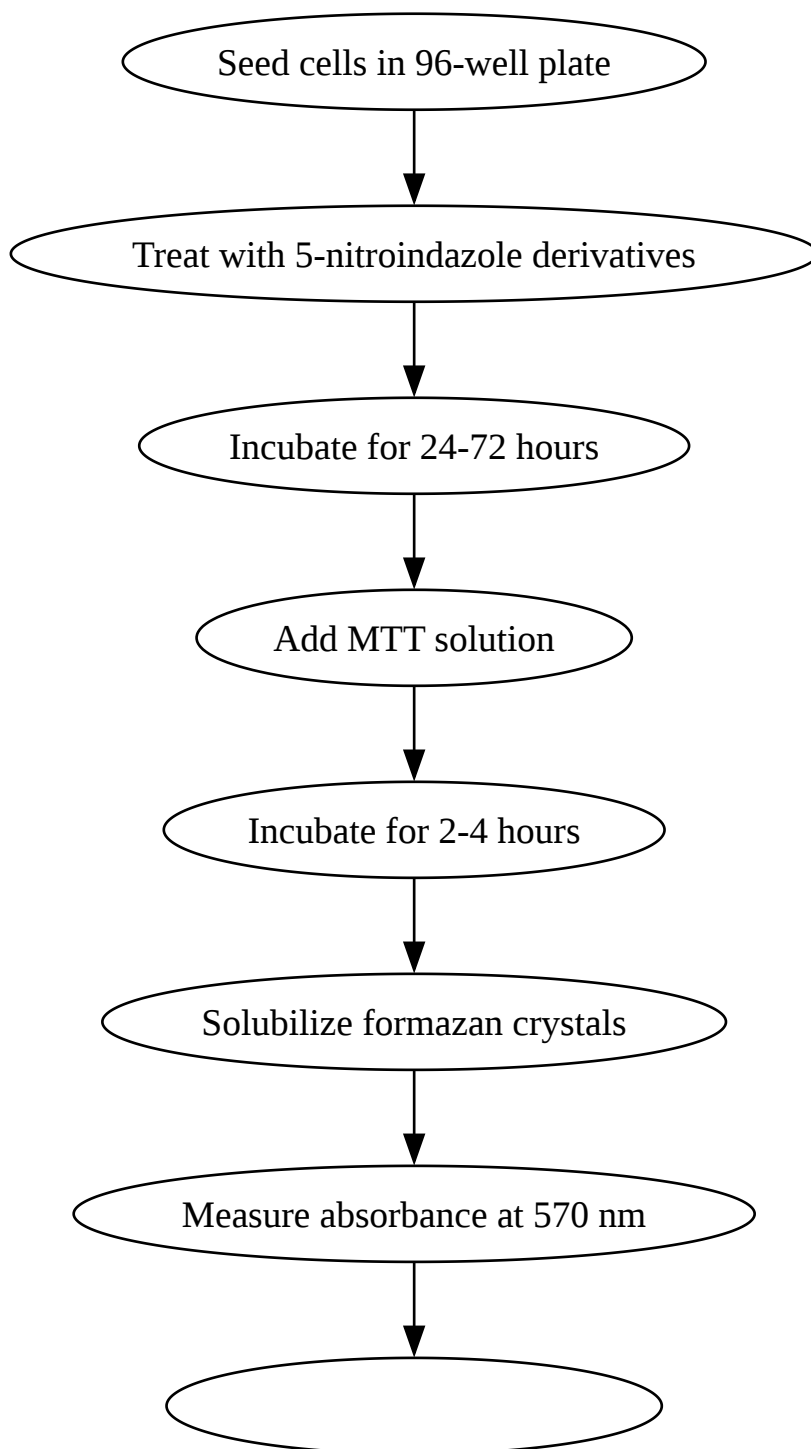 Seed cells in 96-well plate
Treat with 5-nitroindazole derivatives
Incubate for 24-72 hours
Add MTT solution
Incubate for 2-4 hours
Solubilize formazan crystals
Measure absorbance at 570 nm